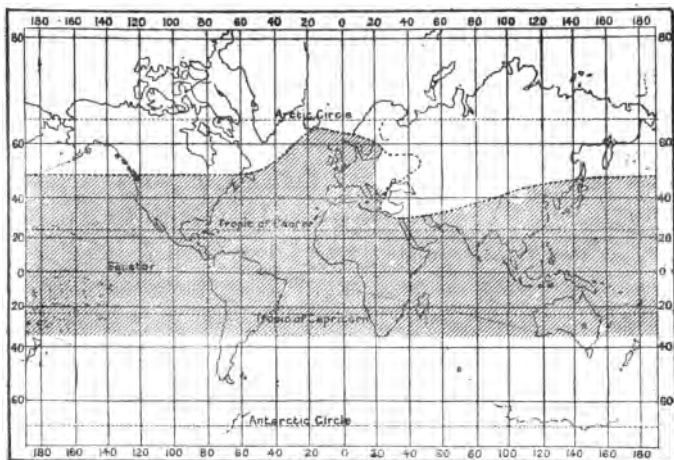 180 160 140 120 100 80 60 40 20 0 20 40 60 80 100 120 140 160 180
80 80
Arctic Circle
60 60
40 40
Tropic of Cancer
20 20
Equator
0 0
20 20
Tropic of Capricorn
40 40
60 60
Antarctic Circle
180 160 140 120 100 80 60 40 20 0 20 40 60 80 100 120 140 160 180